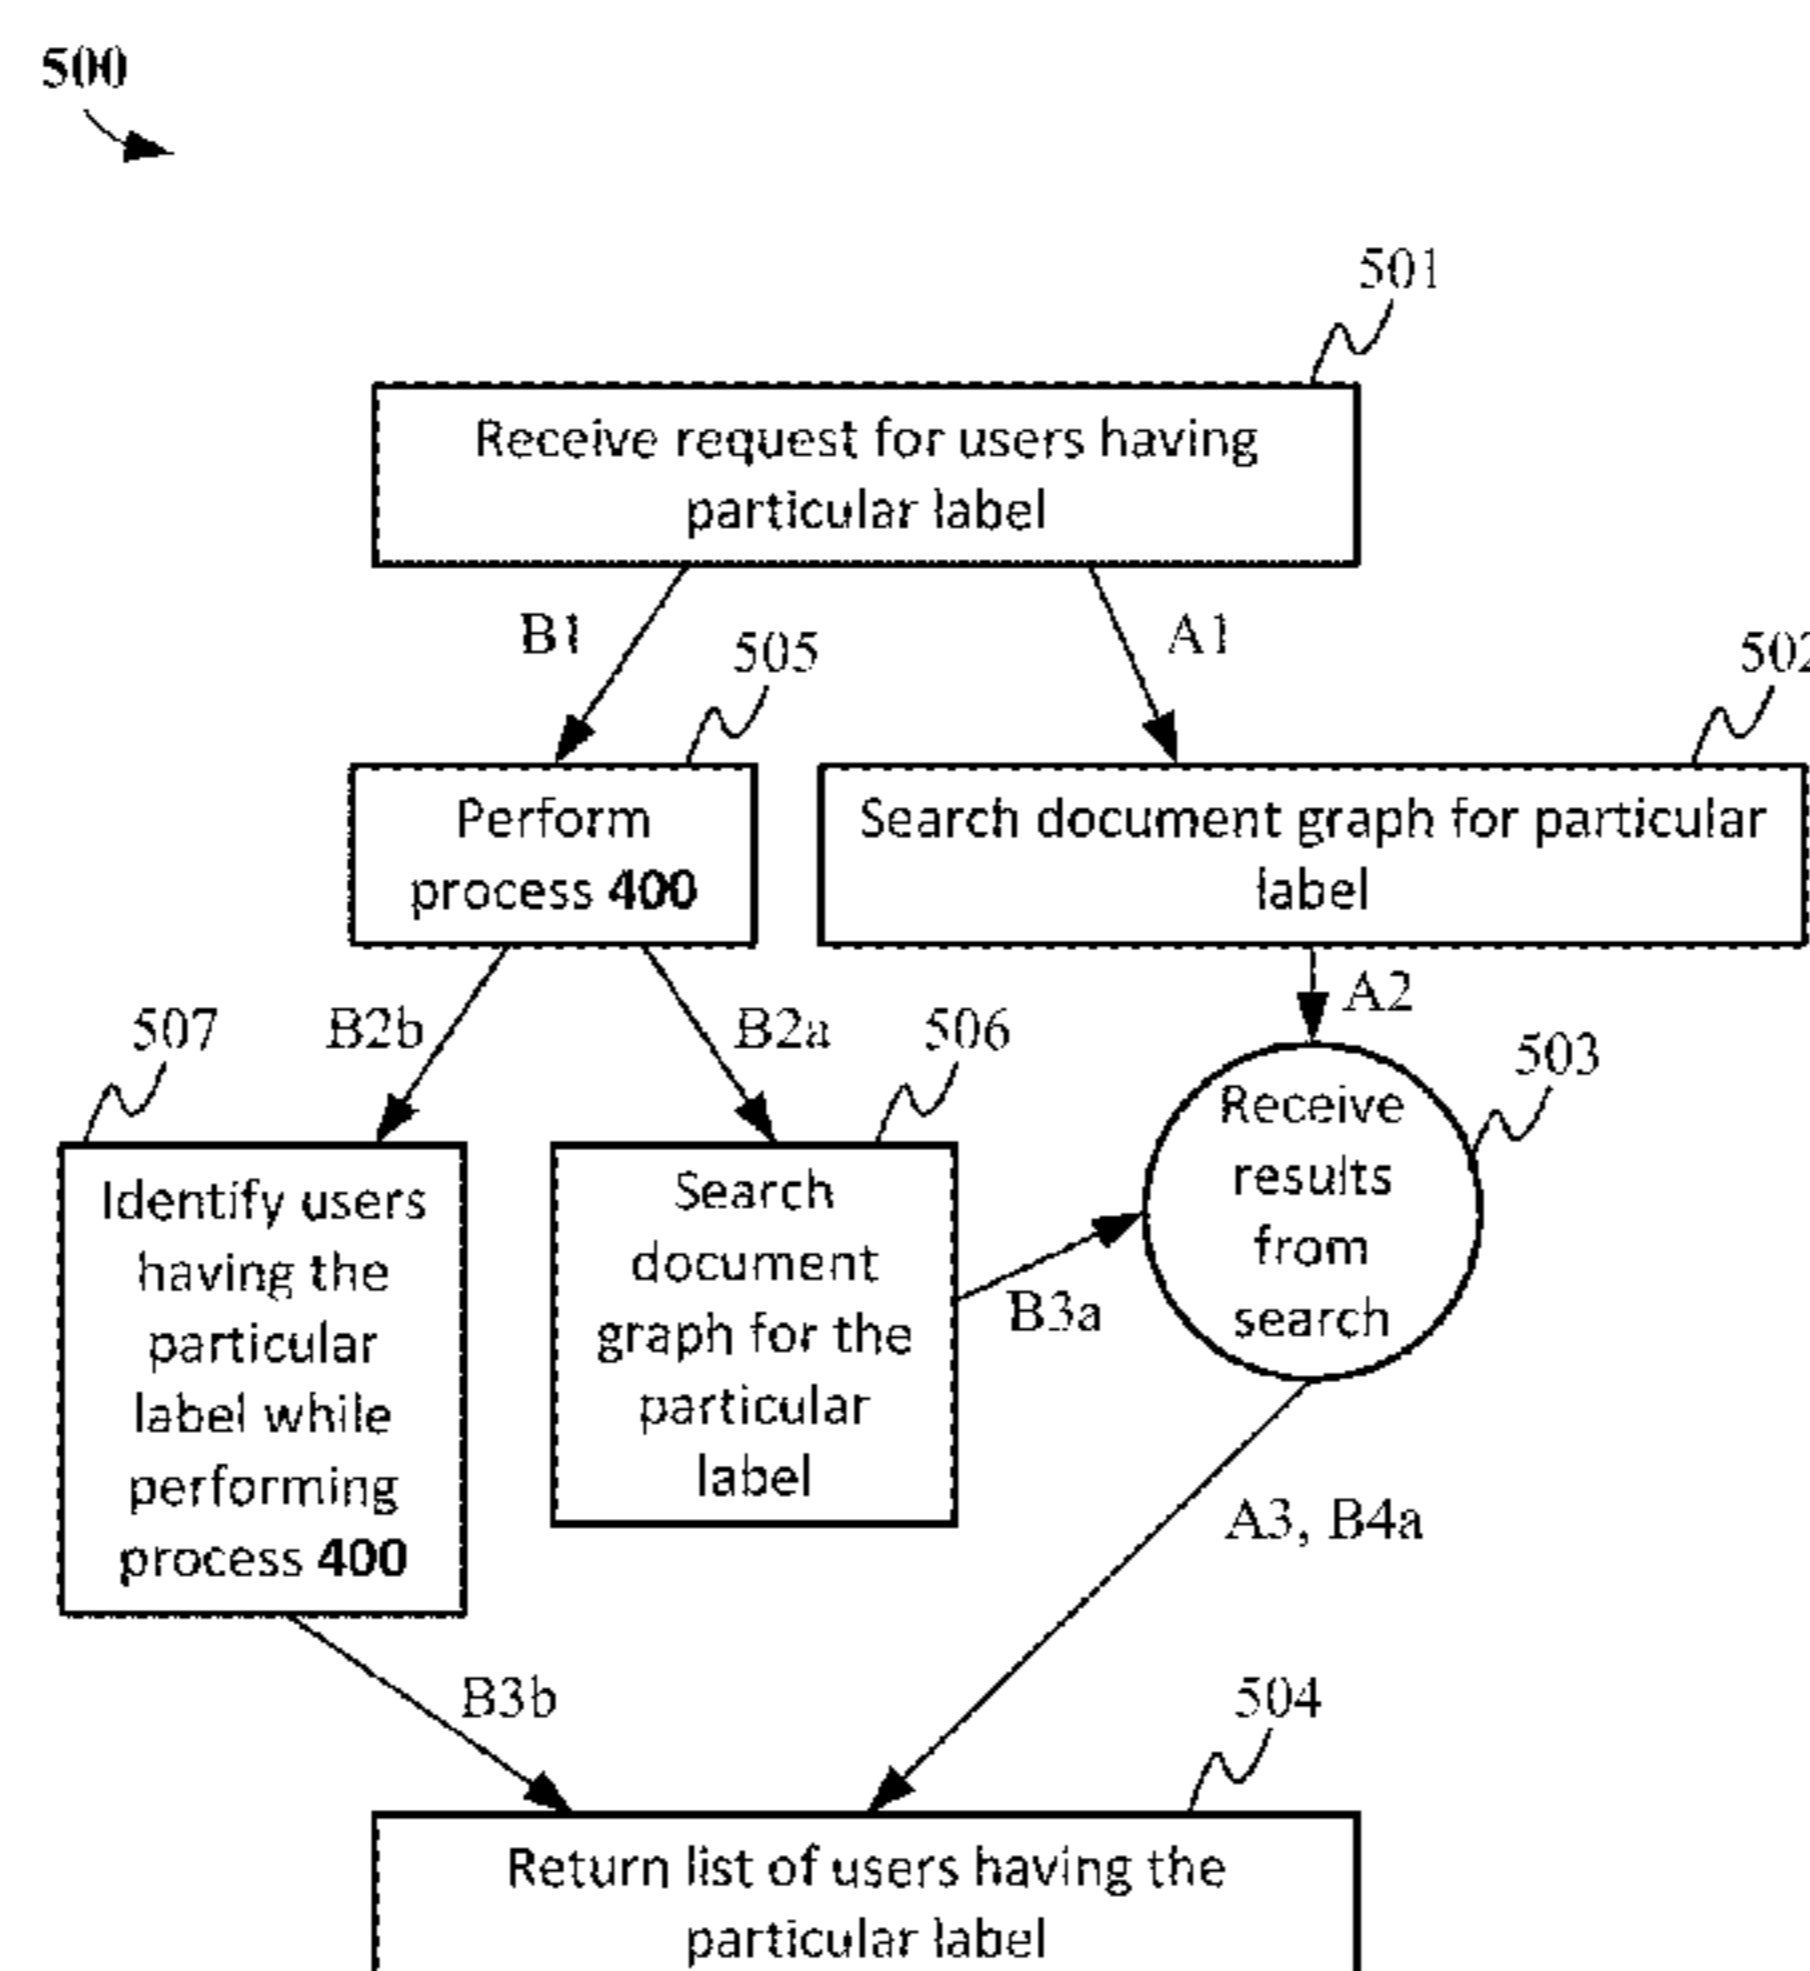 500
501
Receive request for users having
particular label
B1
A1
505
502
Perform
process 400
Search document graph for particular
label
A2
507
B2b
B2a
506
503
Identify users
having the
particular
label while
performing
process 400
Search
document
graph for the
particular
label
B3a
Receive
results
from
search
A3, B4a
B3b
504
Return list of users having the
particular label